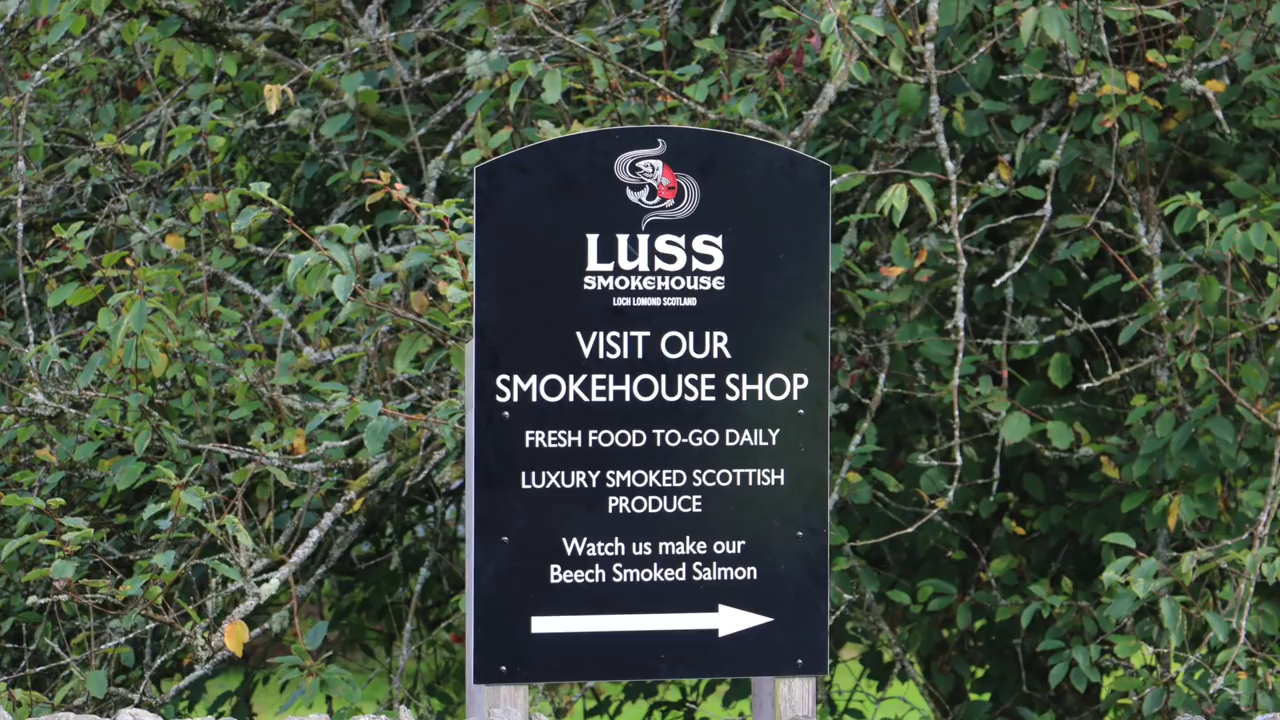 LUSS
SMOKEHOUSE
LOCH LOMOND SCOTLAND
VISIT OUR
SMOKEHOUSE SHOP
FRESH FOOD TO-GO DAILY
LUXURY SMOKED SCOTTISH
PRODUCE
Watch us make our
Beech Smoked Salmon